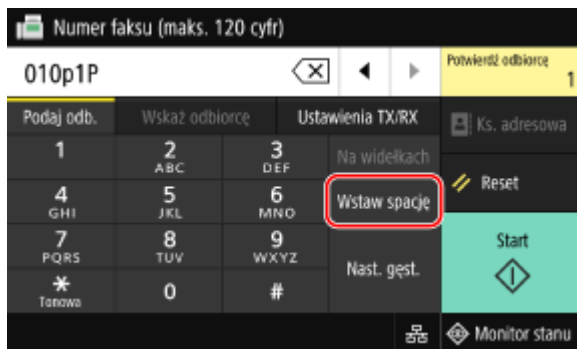 Numer faksu (maks. 120 cyfr)
010p1P
Potwierdź odbiorcę
1
Podaj odb.
Wskaż odbiorcę
Ustawienia TX/RX
Ks. adresowa
1
2
ABC
3
DEF
Na widełkach
4
GHI
5
JKL
6
MNO
Wstaw spację
Reset
7
PQRS
8
TUV
9
WXYZ
Nast. gęst.
Start
*
Tonowa
0
#
Monitor stanu